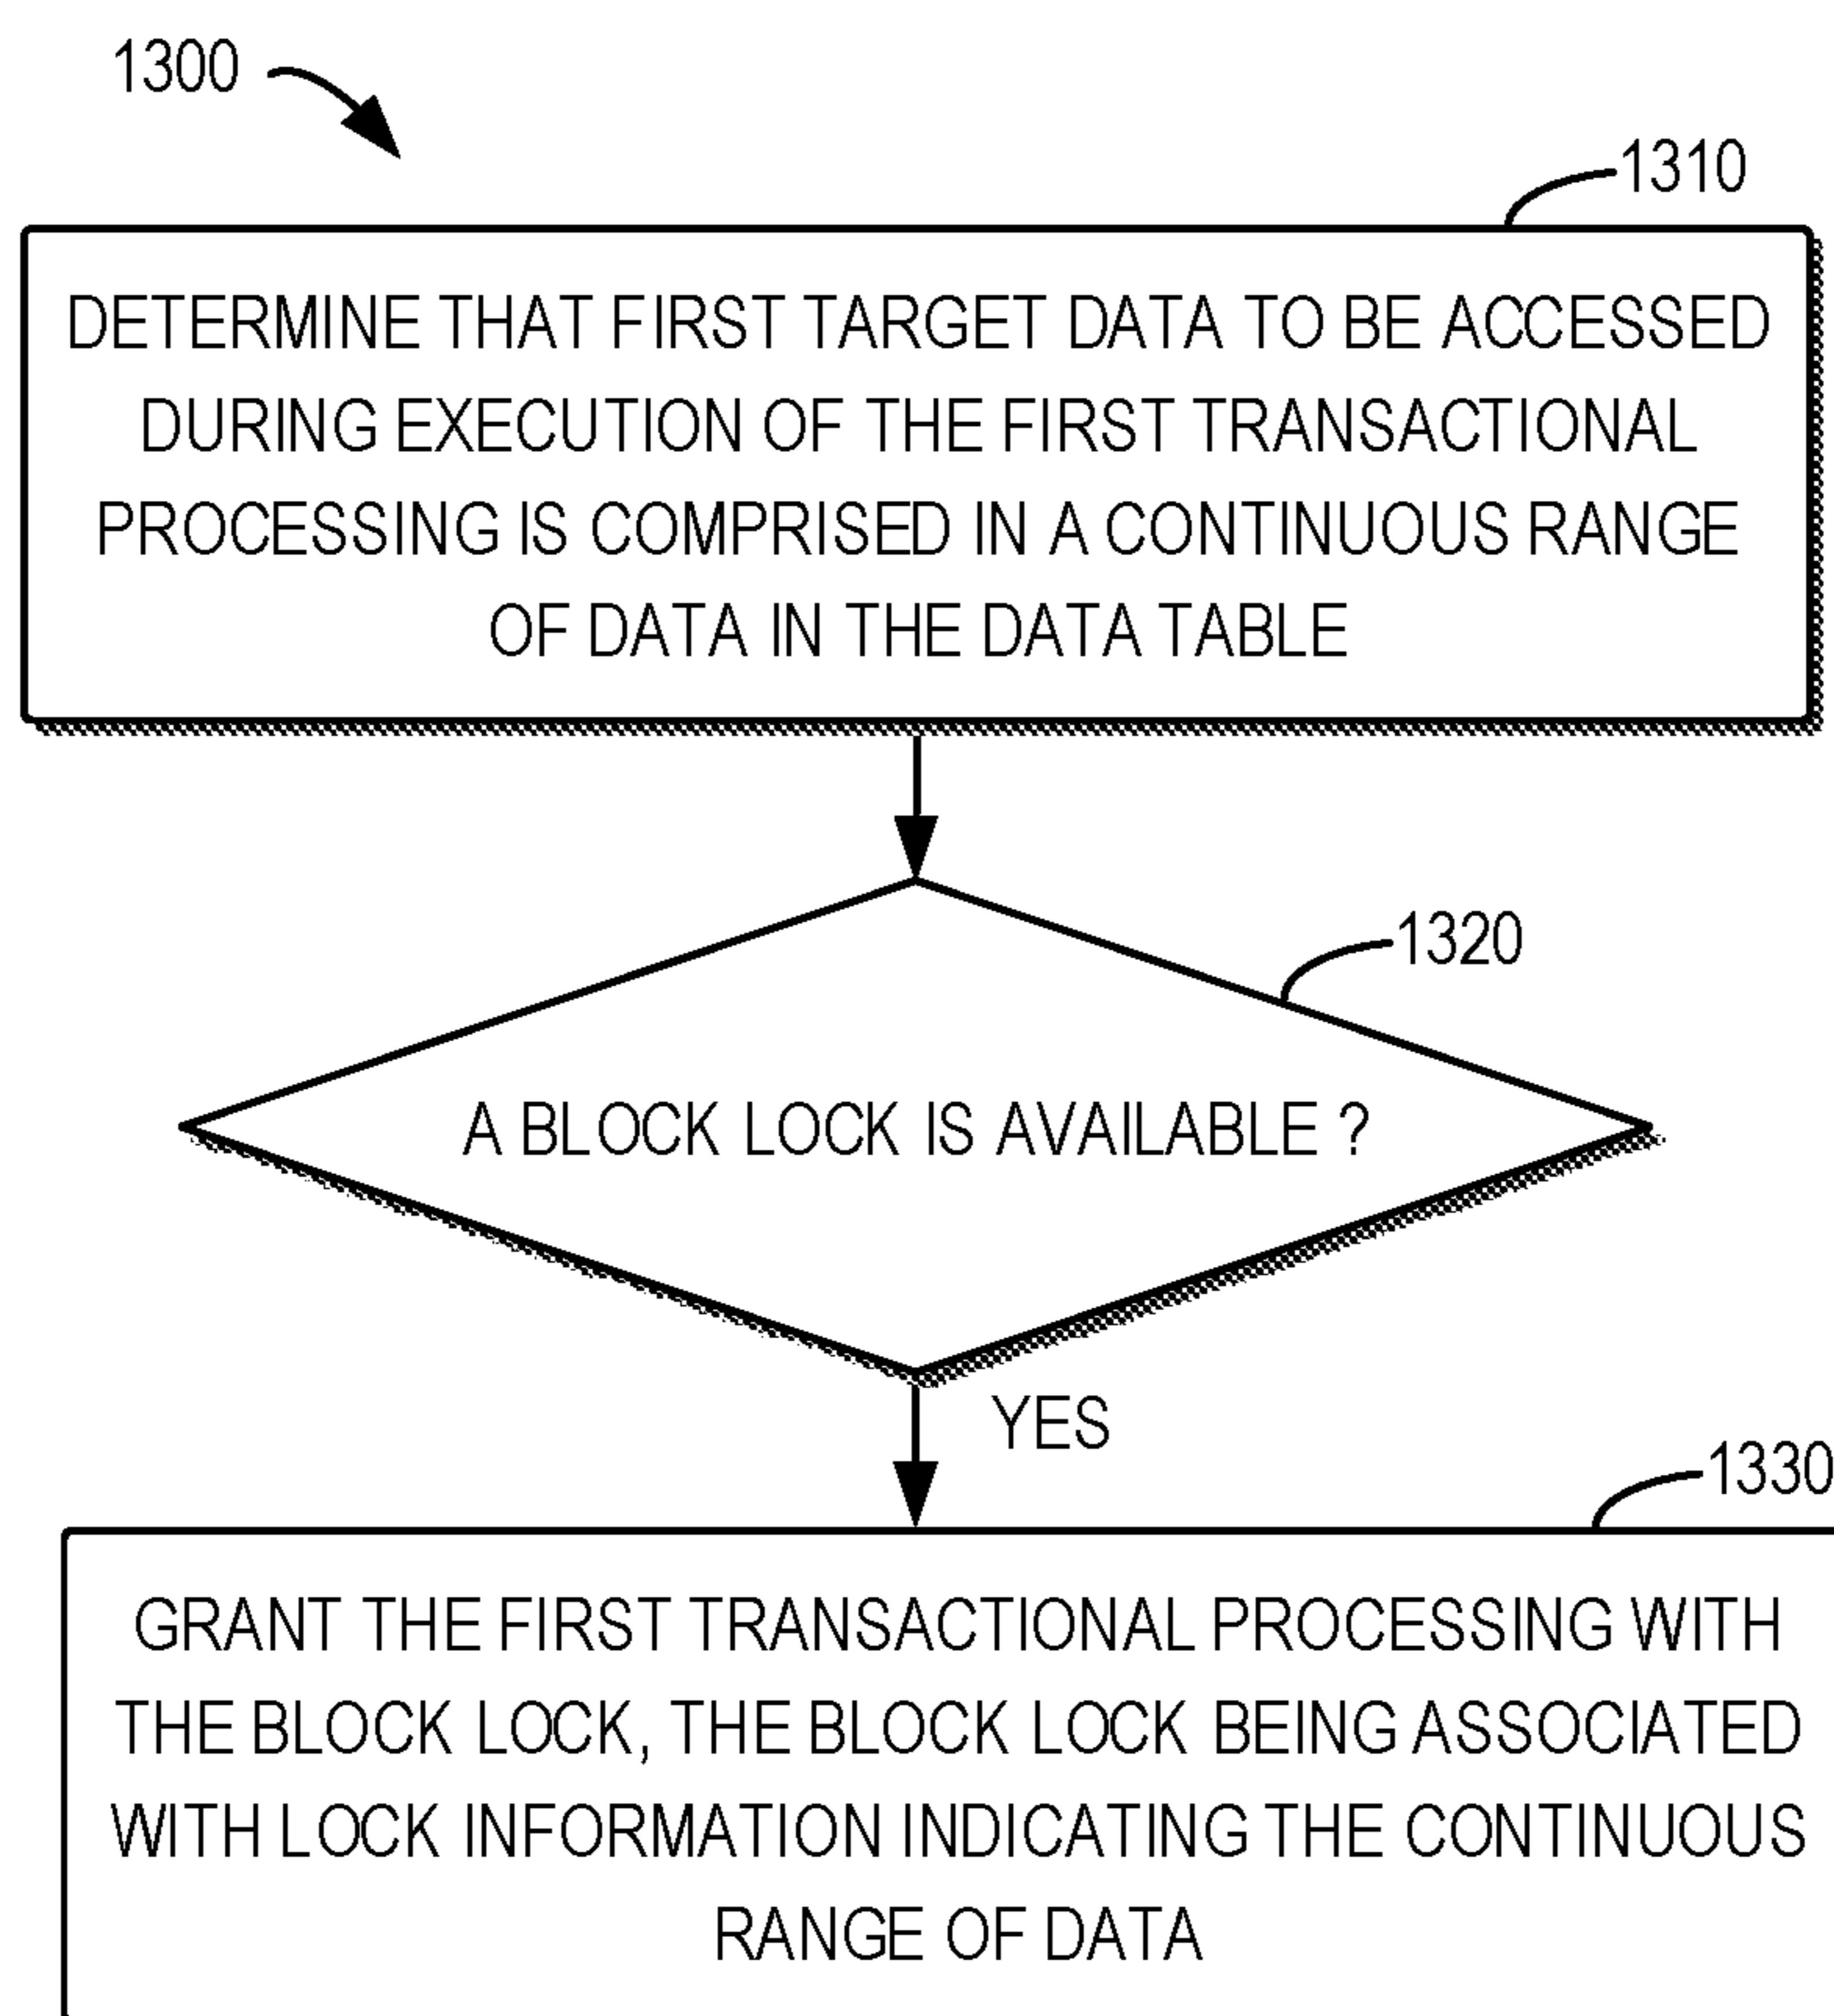 1300
1310
DETERMINE THAT FIRST TARGET DATA TO BE ACCESSED
DURING EXECUTION OF THE FIRST TRANSACTIONAL
PROCESSING IS COMPRISED IN A CONTINUOUS RANGE
OF DATA IN THE DATA TABLE
1320
A BLOCK LOCK IS AVAILABLE ?
YES
1330
GRANT THE FIRST TRANSACTIONAL PROCESSING WITH
THE BLOCK LOCK, THE BLOCK LOCK BEING ASSOCIATED
WITH LOCK INFORMATION INDICATING THE CONTINUOUS
RANGE OF DATA